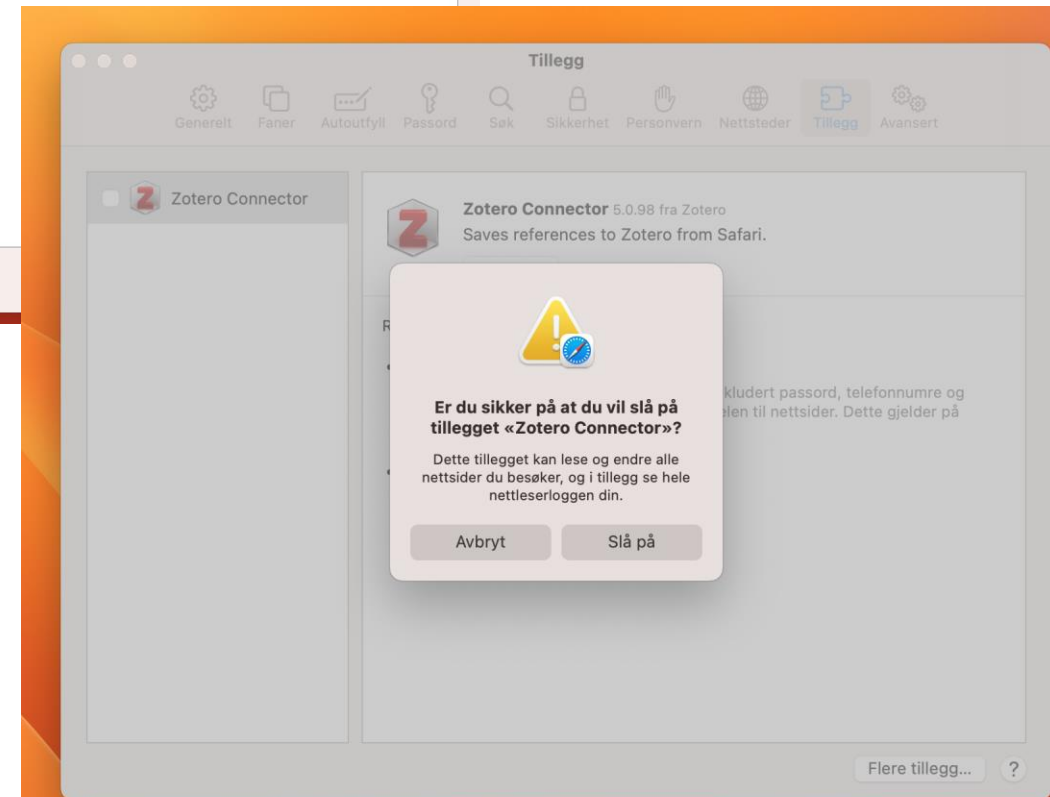 Tillegg
Generelt Faner Autoutfyll Passord Søk Sikkerhet Personvern Nettsteder Tillegg Avansert
Zotero Connector
Zotero Connector 5.0.98 fra Zotero
Saves references to Zotero from Safari.
Er du sikker på at du vil slå på
tillegget «Zotero Connector»?
Dette tillegget kan lese og endre alle
nettsider du besøker, og i tillegg se hele
nettleserloggen din.
Avbryt Slå på
kludert passord, telefonnumre og
len til nettsider. Dette gjelder på
Flere tillegg... ?